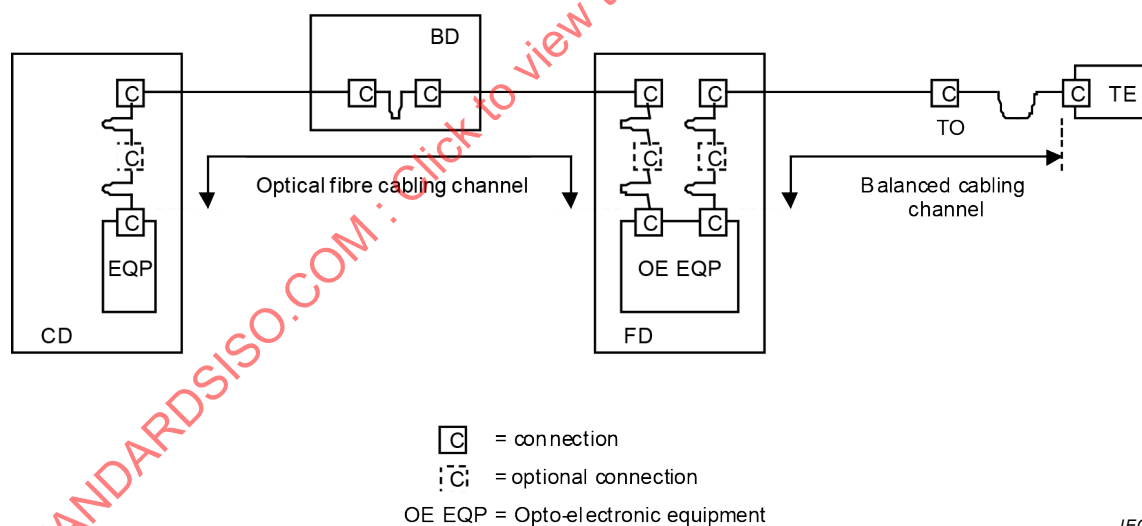 BD
C
C
C
C
C
C
C
TE
TO
C
C
C
Optical fibre cabling channel
Balanced cabling
channel
C
C
C
EQP
OE EQP
CD
FD
C = connection
C = optional connection
OE EQP = Opto-electronic equipment
ANDARDSISO.COM : Click to view t